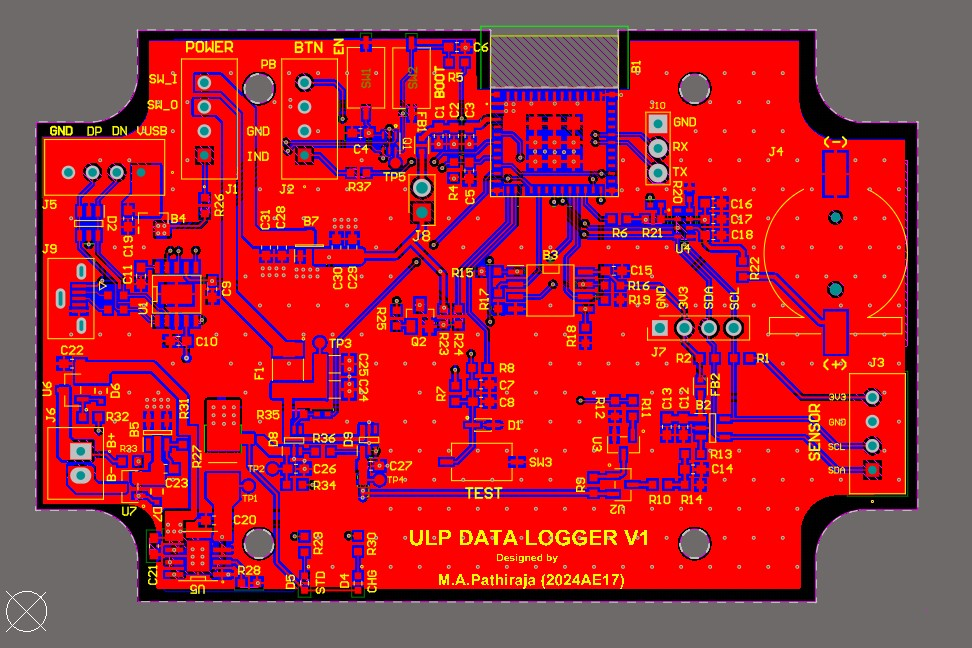 POWER
BTN
EN
C6
SW_1
PB
SW1
SW2
BOOT
R5
B1
SW_0
J10
GND
GND DP DN VUSB
GND
FB1
C1
C2
C3
RX
(-)
IND
C4
J4
TX
J5
J1
J2
R37
TP5
R4
C5
R20
D2
B4
R26
C31
C28
B7
J8
C16
C17
C18
R6
R21
U4
J9
C19
C11
U1
C9
C30
C29
R15
B3
C15
R16
R19
R22
R17
GND
3V3
SDA
SCL
R25
Q2
R23
R24
R18
C10
TP3
J7
R2
R1
(+)
C22
F1
C25
C24
R8
C7
C8
R7
FB2
J3
U6
D6
R31
R12
R11
C13
C12
B2
3V3
J6
R32
R35
D1
GND
SENSOR
B+
B5
D8
R36
D9
U3
SCL
R33
R27
TP2
C26
C27
SW3
R13
C14
SDA
B-
C23
R34
TP4
R9
R10
R14
TP1
TEST
U2
U7
D7
C20
ULP DATA LOGGER V1
R29
R30
Designed by
C21
R28
D5
STD
D4
CHG
M.A.Pathiraja (2024AE17)
U5